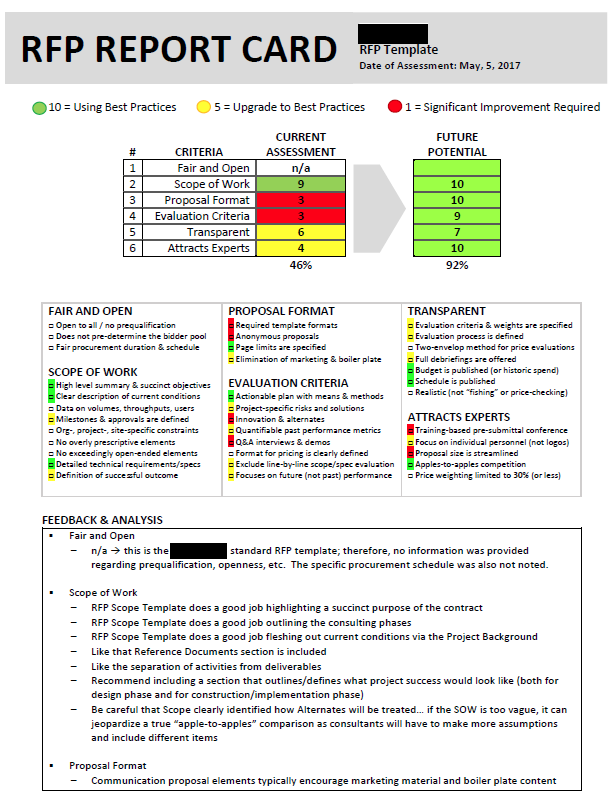 RFP REPORT CARD
RFP Template
Date of Assessment: May, 5, 2017
10 = Using Best Practices
5 = Upgrade to Best Practices
1 = Significant Improvement Required
CURRENT
FUTURE
# CRITERIA ASSESSMENT POTENTIAL
1 Fair and Open n/a
2 Scope of Work 9 10
3 Proposal Format 3 10
4 Evaluation Criteria 3 9
5 Transparent 6 7
6 Attracts Experts 4 10
46% 92%
FAIR AND OPEN
□ Open to all / no prequalification
□ Does not pre-determine the bidder pool
□ Fair procurement duration & schedule
SCOPE OF WORK
□ High level summary & succinct objectives
□ Clear description of current conditions
□ Data on volumes, throughputs, users
□ Milestones & approvals are defined
□ Org-, project-, site-specific constraints
□ No overly prescriptive elements
□ No exceedingly open-ended elements
□ Detailed technical requirements/specs
□ Definition of successful outcome
PROPOSAL FORMAT
□ Required template formats
□ Anonymous proposals
□ Page limits are specified
□ Elimination of marketing & boiler plate
EVALUATION CRITERIA
□ Actionable plan with means & methods
□ Project-specific risks and solutions
□ Innovation & alternates
□ Quantifiable past performance metrics
□ Q&A interviews & demos
□ Format for pricing is clearly defined
□ Exclude line-by-line scope/spec evaluation
□ Focuses on future (not past) performance
TRANSPARENT
□ Evaluation criteria & weights are specified
□ Evaluation process is defined
□ Two-envelop method for price evaluations
□ Full debriefings are offered
□ Budget is published (or historic spend)
□ Schedule is published
□ Realistic (not "fishing" or price-checking)
ATTRACTS EXPERTS
□ Training-based pre-submittal conference
□ Focus on individual personnel (not logos)
□ Proposal size is streamlined
□ Apples-to-apples competition
□ Price weighting limited to 30% (or less)
FEEDBACK & ANALYSIS
▪ Fair and Open
– n/a → this is the standard RFP template; therefore, no information was provided
regarding prequalification, openness, etc. The specific procurement schedule was also not noted.
▪ Scope of Work
– RFP Scope Template does a good job highlighting a succinct purpose of the contract
– RFP Scope Template does a good job outlining the consulting phases
– RFP Scope Template does a good job fleshing out current conditions via the Project Background
– Like that Reference Documents section is included
– Like the separation of activities from deliverables
– Recommend including a section that outlines/defines what project success would look like (both for
design phase and for construction/implementation phase)
– Be careful that Scope clearly identified how Alternates will be treated... if the SOW is too vague, it can
jeopardize a true "apple-to-apples" comparison as consultants will have to make more assumptions
and include different items
▪ Proposal Format
– Communication proposal elements typically encourage marketing material and boiler plate content